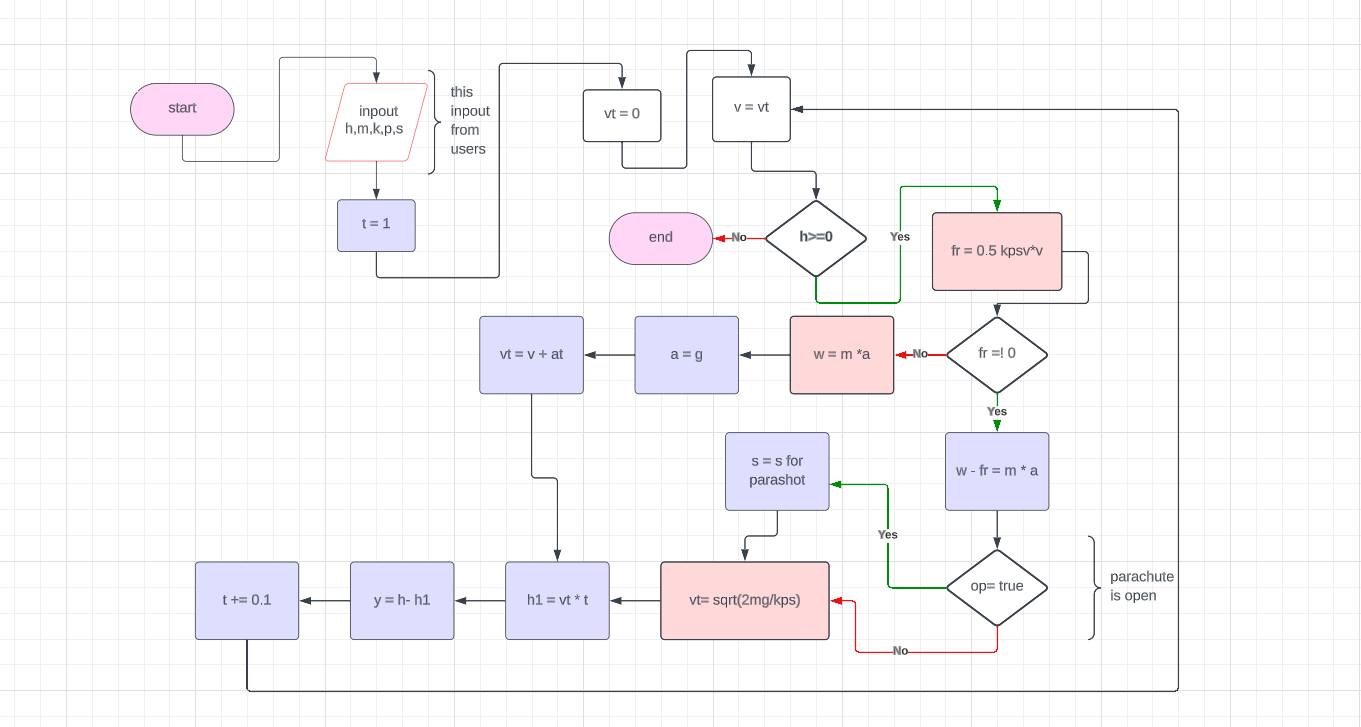 start
inpout
h,m,k,p,s
this
inpout
from
users
t = 1
vt = 0
v = vt
h>=0
No
end
Yes
fr = 0.5 kpsv*v
fr =! 0
No
w = m *a
a = g
vt = v + at
Yes
w - fr = m * a
op= true
parachute
is open
Yes
s = s for
parashot
No
vt= sqrt(2mg/kps)
h1 = vt * t
y = h- h1
t += 0.1